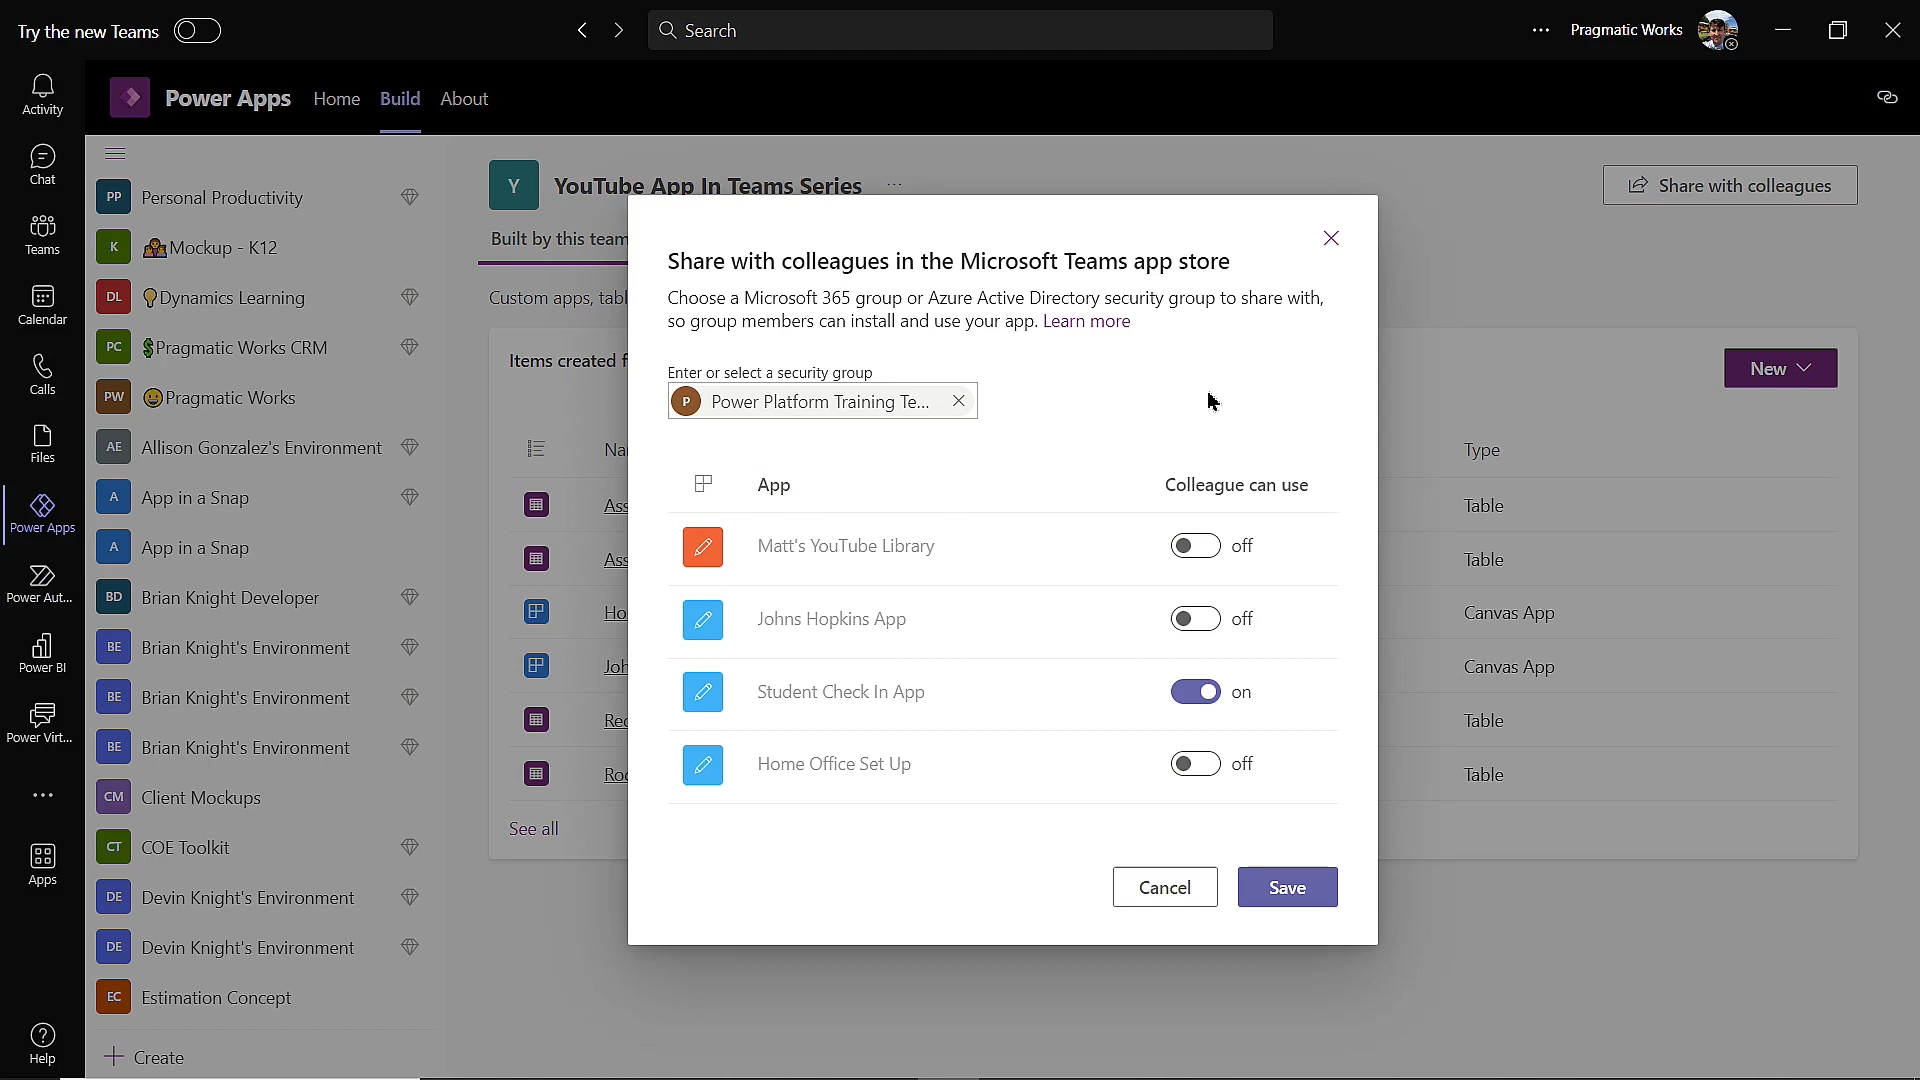 Try the new Teams
Search
Pragmatic Works
Activity
Chat
Teams
Calendar
Calls
Files
Power Apps
Power Aut...
Power BI
Power Virt...
Apps
Help
Power Apps
Home
Build
About
PP Personal Productivity
K Mockup - K12
DL Dynamics Learning
PC Pragmatic Works CRM
PW Pragmatic Works
AE Allison Gonzalez's Environment
A App in a Snap
A App in a Snap
BD Brian Knight Developer
BE Brian Knight's Environment
BE Brian Knight's Environment
BE Brian Knight's Environment
CM Client Mockups
CT COE Toolkit
DE Devin Knight's Environment
DE Devin Knight's Environment
EC Estimation Concept
Create
Y YouTube App In Teams Series ...
Share with colleagues
Built by this team
Custom apps, tabl
Items created f
New
Na
Type
Ass
Table
Ass
Table
Ho
Canvas App
Joh
Canvas App
Rec
Table
Roo
Table
See all
Share with colleagues in the Microsoft Teams app store
Choose a Microsoft 365 group or Azure Active Directory security group to share with,
so group members can install and use your app. Learn more
Enter or select a security group
P Power Platform Training Te...
App
Colleague can use
Matt's YouTube Library
off
Johns Hopkins App
off
Student Check In App
on
Home Office Set Up
off
Cancel
Save